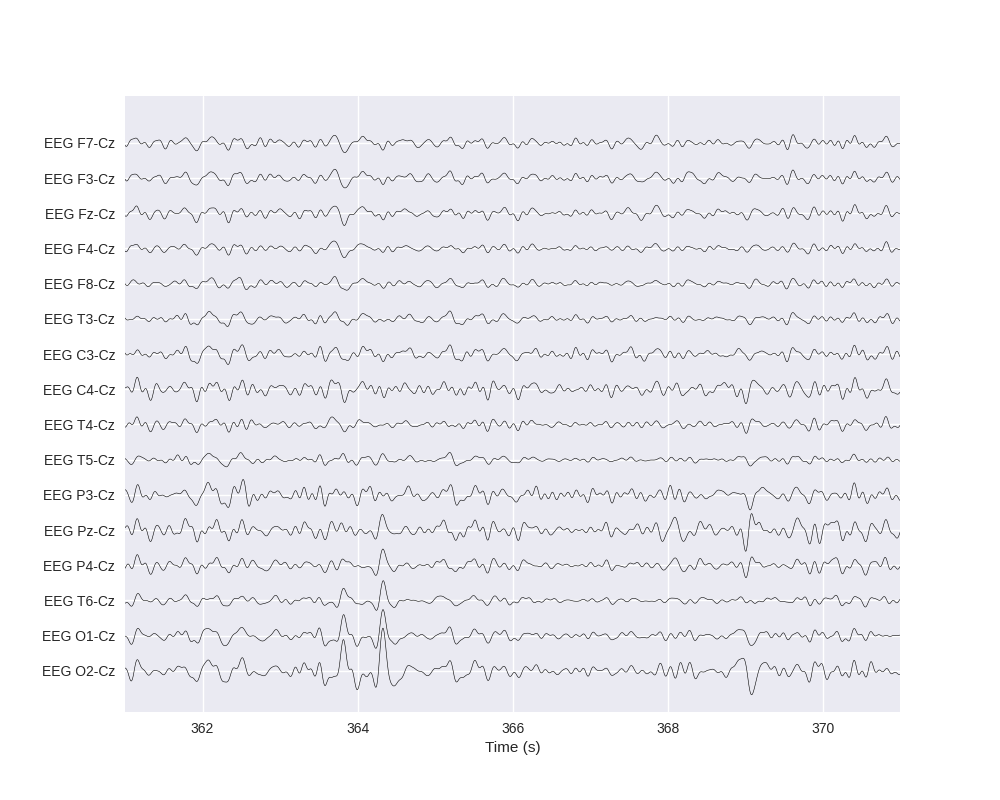 EEG F7-Cz
EEG F3-Cz
EEG Fz-Cz
EEG F4-Cz
EEG F8-Cz
EEG T3-Cz
EEG C3-Cz
EEG C4-Cz
EEG T4-Cz
EEG T5-Cz
EEG P3-Cz
EEG Pz-Cz
EEG P4-Cz
EEG T6-Cz
EEG O1-Cz
EEG O2-Cz
362 364 366 368 370
Time (s)